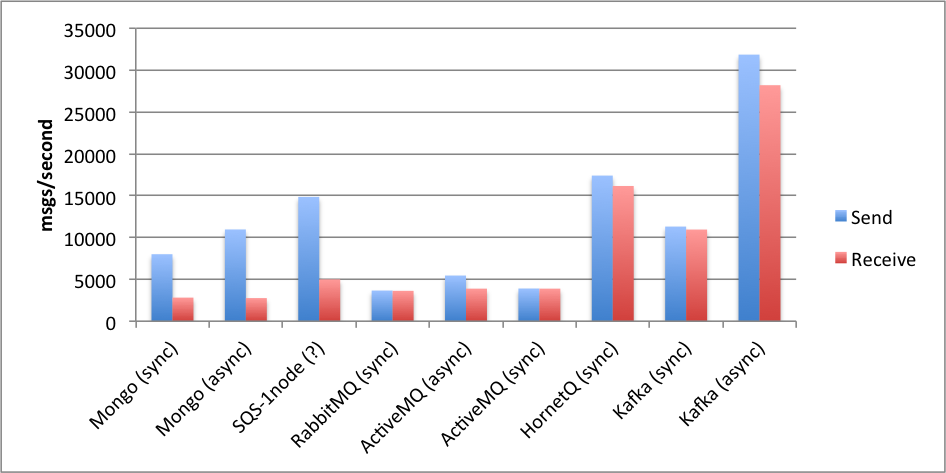 35000
30000
25000
20000
15000
10000
5000
0
msgs/second
Mongo (sync)
Mongo (async)
SQS-1node (?)
RabbitMQ (sync)
ActiveMQ (async)
ActiveMQ (sync)
HornetQ (sync)
Kafka (sync)
Kafka (async)
Send
Receive